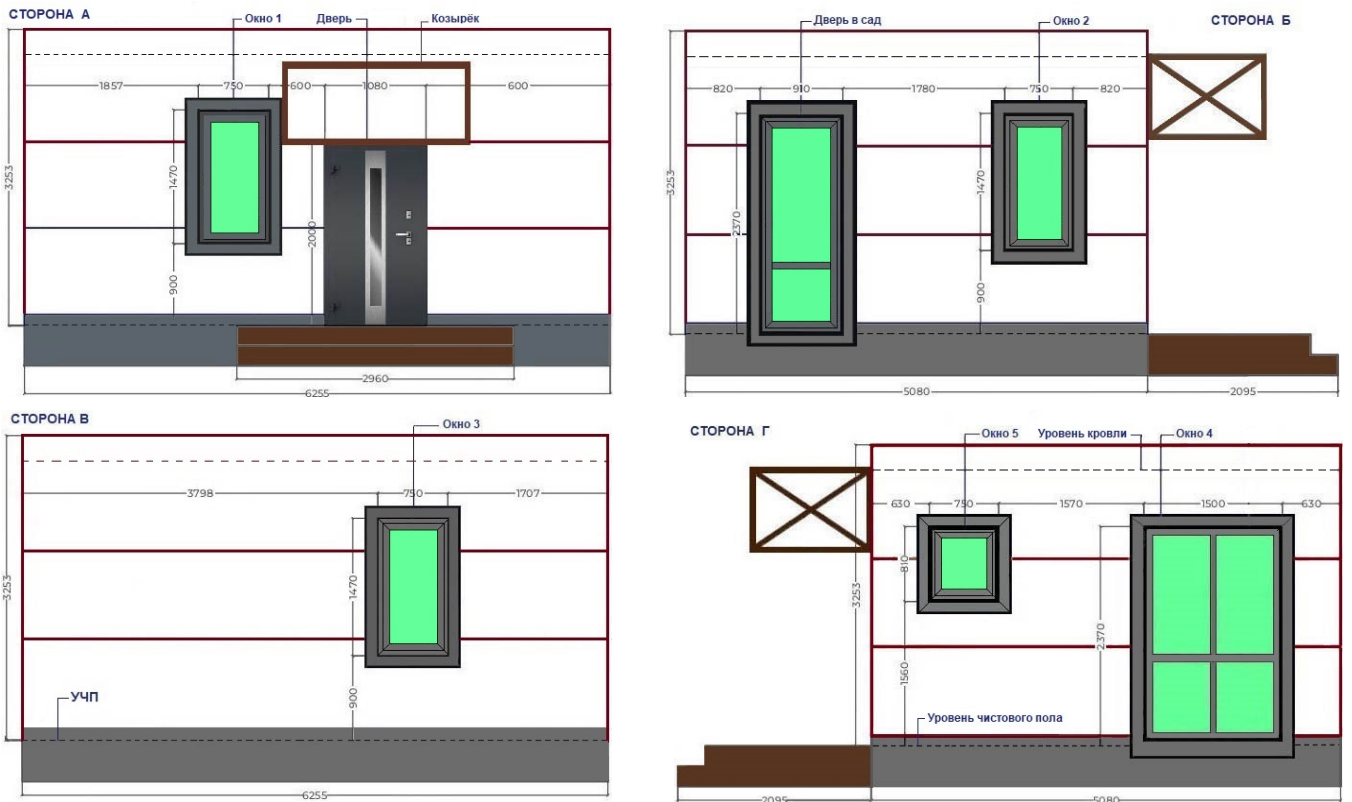 СТОРОНА А
Окно 1
Дверь
Козырёк
1857
750
600
1080
600
3253
1470
2000
900
2960
6255
СТОРОНА Б
Дверь в сад
Окно 2
820
910
1780
750
820
3253
2370
1470
900
5080
2095
СТОРОНА В
Окно 3
3798
750
1707
3253
1470
900
УЧП
6255
СТОРОНА Г
Окно 5
Уровень кровли
Окно 4
630
750
1570
1500
630
810
3253
2370
1560
Уровень чистового пола
2095
5080